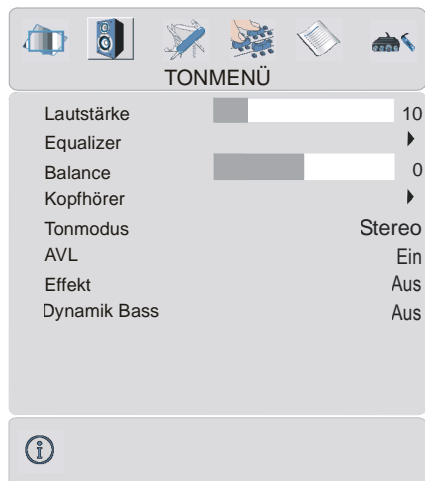 TONMENÜ
Lautstärke 10
Equalizer
Balance 0
Kopfhörer
Tonmodus Stereo
AVL Ein
Effekt Aus
Dynamik Bass Aus